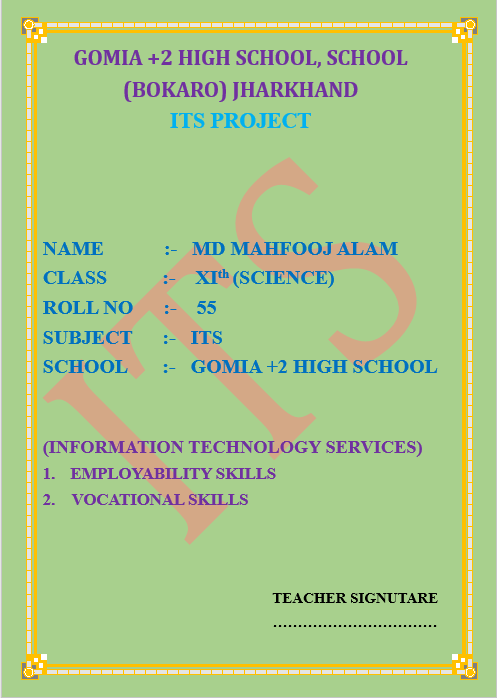 GOMIA +2 HIGH SCHOOL, SCHOOL
(BOKARO) JHARKHAND
ITS PROJECT
NAME :- MD MAHFOOJ ALAM
CLASS :- XIth (SCIENCE)
ROLL NO :- 55
SUBJECT :- ITS
SCHOOL :- GOMIA +2 HIGH SCHOOL
ITS
(INFORMATION TECHNOLOGY SERVICES)
1. EMPLOYABILITY SKILLS
2. VOCATIONAL SKILLS
TEACHER SIGNUTARE
.................................